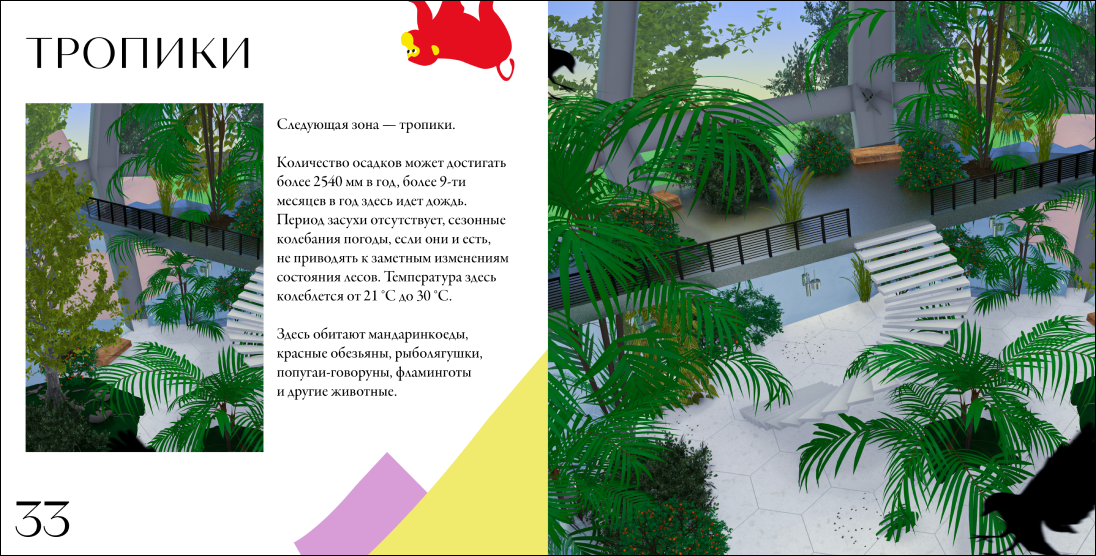 ТРОПИКИ
Следующая зона — тропики.
Количество осадков может достигать
более 2540 мм в год, более 9-ти
месяцев в год здесь идет дождь.
Период засухи отсутствует, сезонные
колебания погоды, если они и есть,
не приводять к заметным изменениям
состояния лесов. Температура здесь
колеблется от 21 °C до 30 °C.
Здесь обитают мандаринкоеды,
красные обезьяны, рыболягушки,
попугаи-говоруны, фламинготы
и другие животные.
33